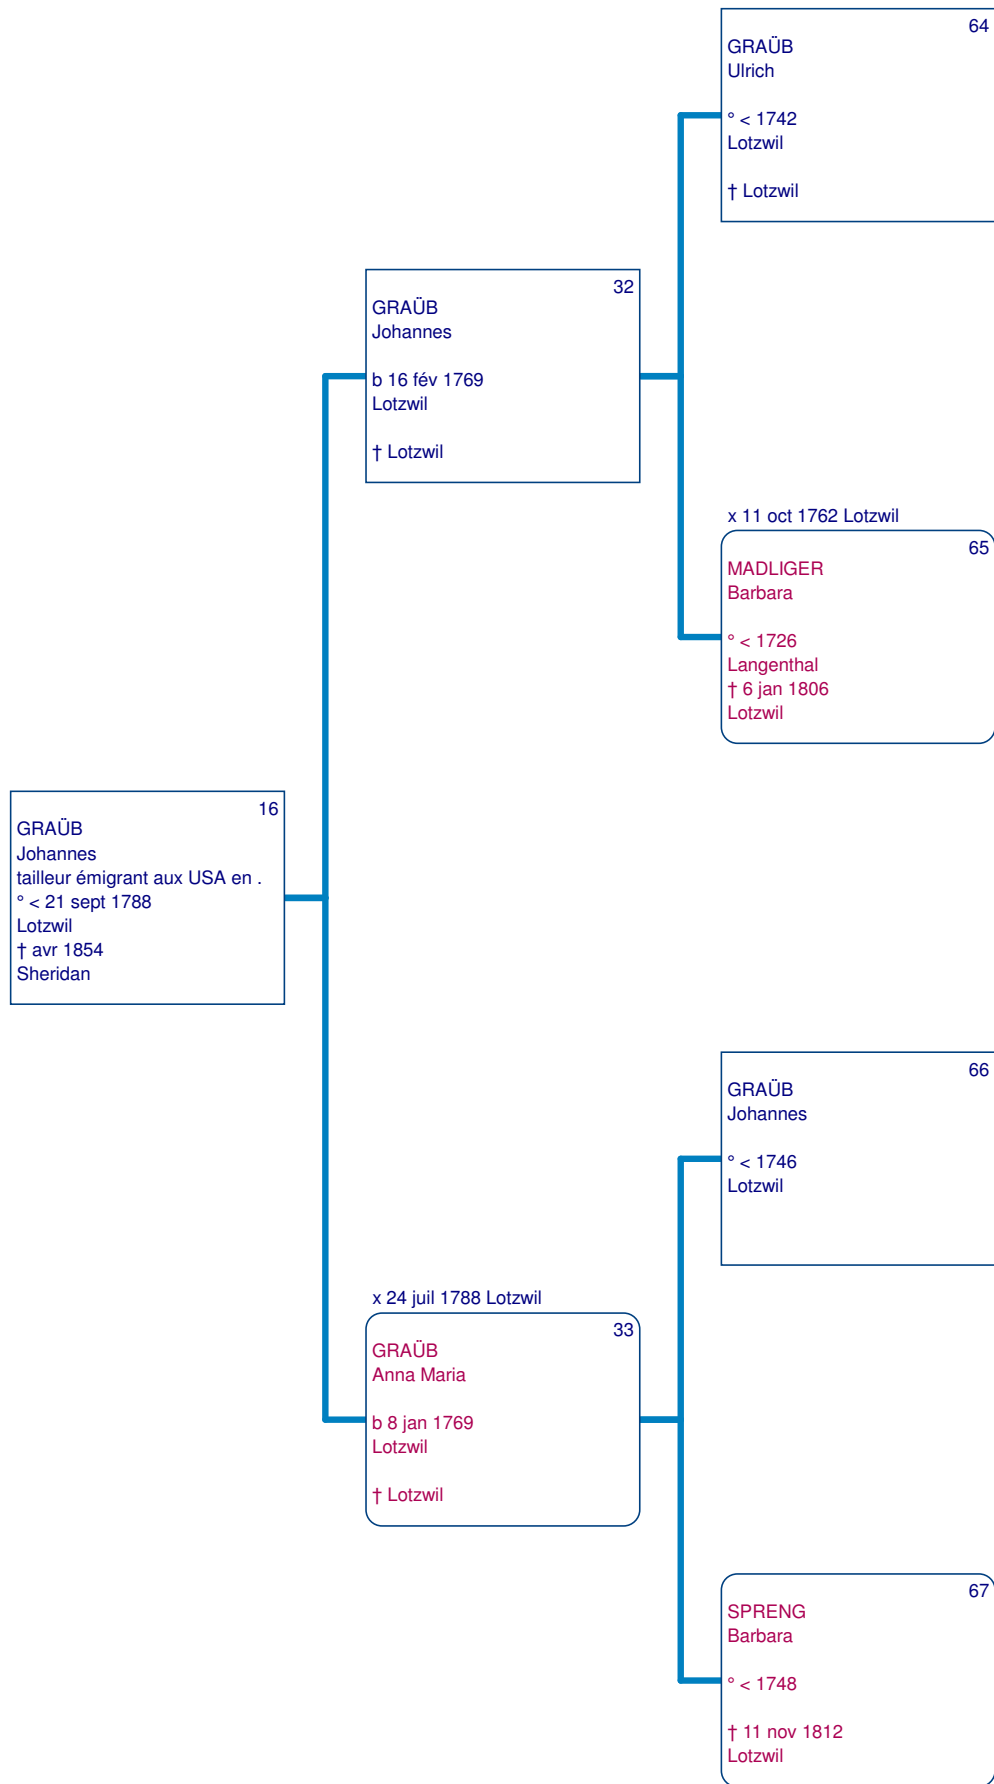 64
GRAÜB
Ulrich
° < 1742
Lotzwil
† Lotzwil
32
GRAÜB
Johannes
b 16 fév 1769
Lotzwil
† Lotzwil
x 11 oct 1762 Lotzwil
65
MADLIGER
Barbara
° < 1726
Langenthal
† 6 jan 1806
Lotzwil
16
GRAÜB
Johannes
tailleur émigrant aux USA en .
° < 21 sept 1788
Lotzwil
† avr 1854
Sheridan
66
GRAÜB
Johannes
° < 1746
Lotzwil
x 24 juil 1788 Lotzwil
33
GRAÜB
Anna Maria
b 8 jan 1769
Lotzwil
† Lotzwil
67
SPRENG
Barbara
° < 1748
† 11 nov 1812
Lotzwil